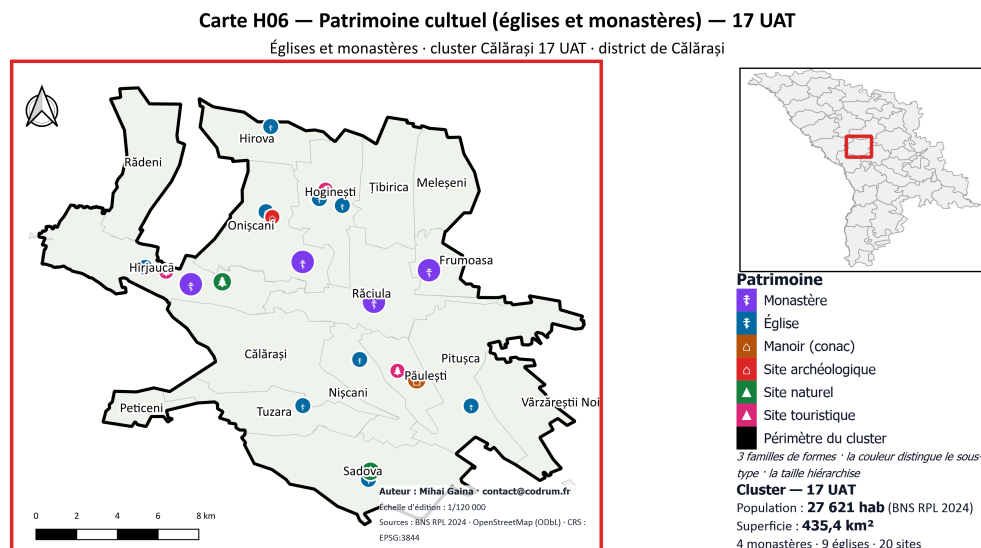 Carte H06 — Patrimoine cultuel (églises et monastères) — 17 UAT
Églises et monastères · cluster Călărași 17 UAT · district de Călărași
Hirova
Rădeni
Hoginești
Țibirica
Meleșeni
Onișcani
Hîrjaucă
Frumoasa
Răciula
Călărași
Pitușca
Păulești
Nișcani
Peticeni
Tuzara
Vărzăreștii Noi
Sadova
Auteur : Mihai Gaina · contact@codrum.fr
Échelle d'édition : 1/120 000
Sources : BNS RPL 2024 · OpenStreetMap (ODbL) · CRS :
EPSG:3844
0 2 4 6 8 km
Patrimoine
Monastère
Église
Manoir (conac)
Site archéologique
Site naturel
Site touristique
Périmètre du cluster
3 familles de formes · la couleur distingue le sous-
type · la taille hiérarchise
Cluster — 17 UAT
Population : 27 621 hab (BNS RPL 2024)
Superficie : 435,4 km²
4 monastères · 9 églises · 20 sites